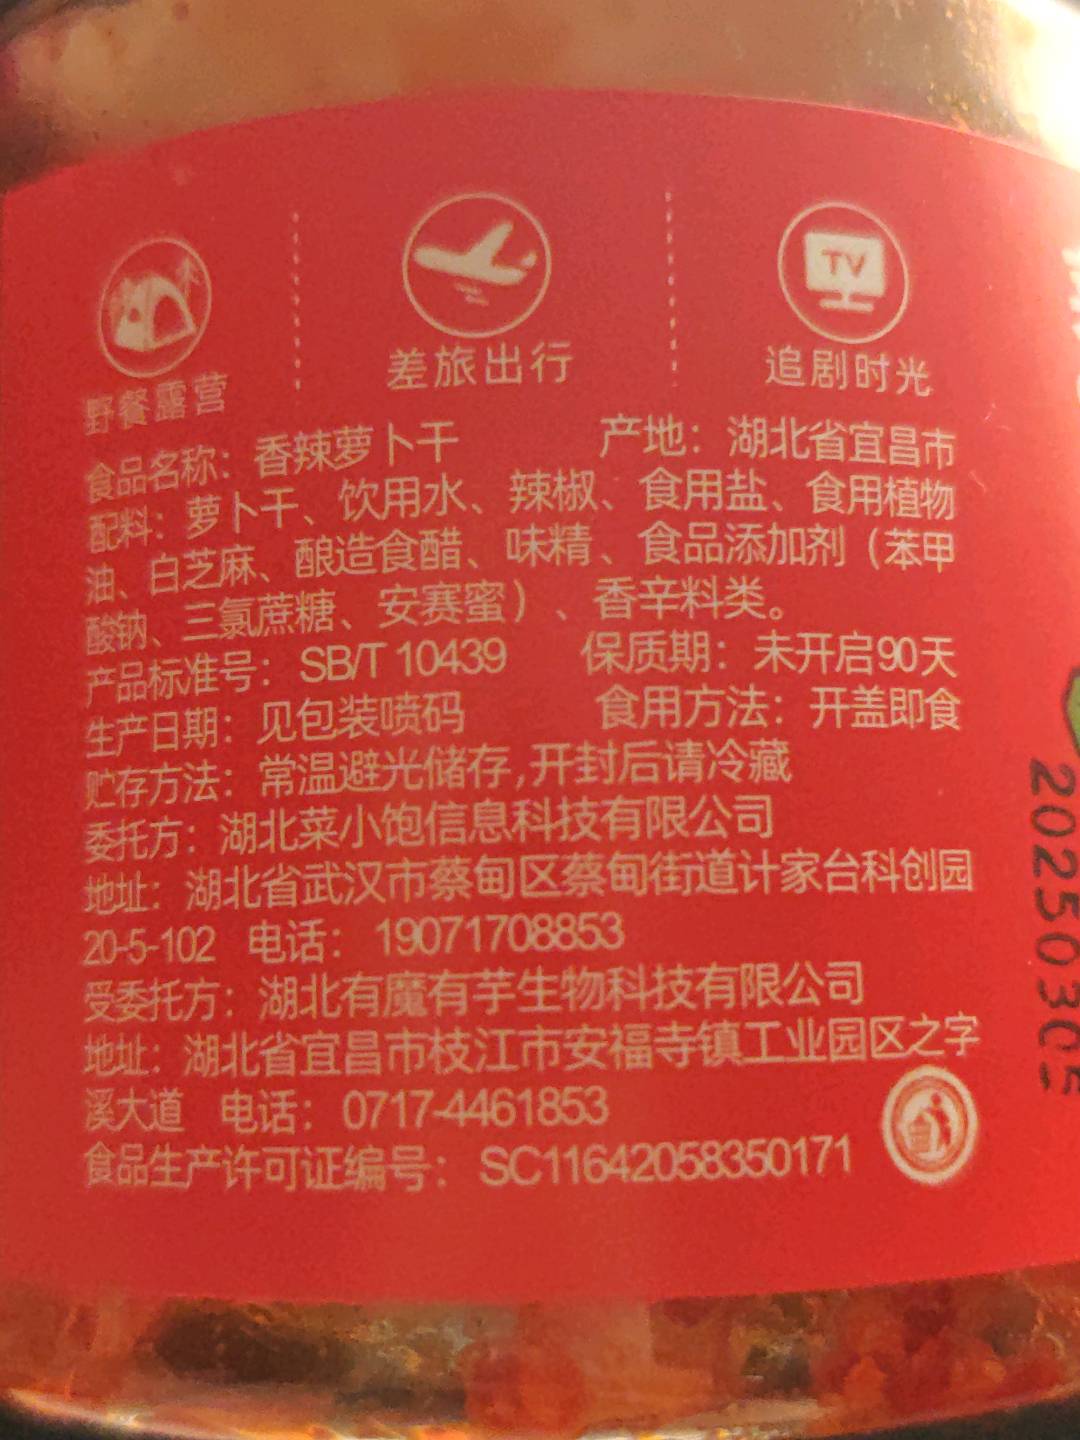 TV
野餐露营
差旅出行
追剧时光
食品名称：香辣萝卜干 产地：湖北省宜昌市
配料：萝卜干、饮用水、辣椒、食用盐、食用植物
油、白芝麻、酿造食醋、味精、食品添加剂（苯甲
酸钠、三氯蔗糖、安赛蜜）、香辛料类。
产品标准号：SB/T 10439 保质期：未开启90天
生产日期：见包装喷码 食用方法：开盖即食
贮存方法：常温避光储存,开封后请冷藏
委托方：湖北菜小饱信息科技有限公司
地址：湖北省武汉市蔡甸区蔡甸街道计家台科创园
20-5-102 电话：19071708853
受委托方：湖北有魔有芋生物科技有限公司
地址：湖北省宜昌市枝江市安福寺镇工业园区之字
溪大道 电话：0717-4461853
食品生产许可证编号：SC11642058350171
20250305